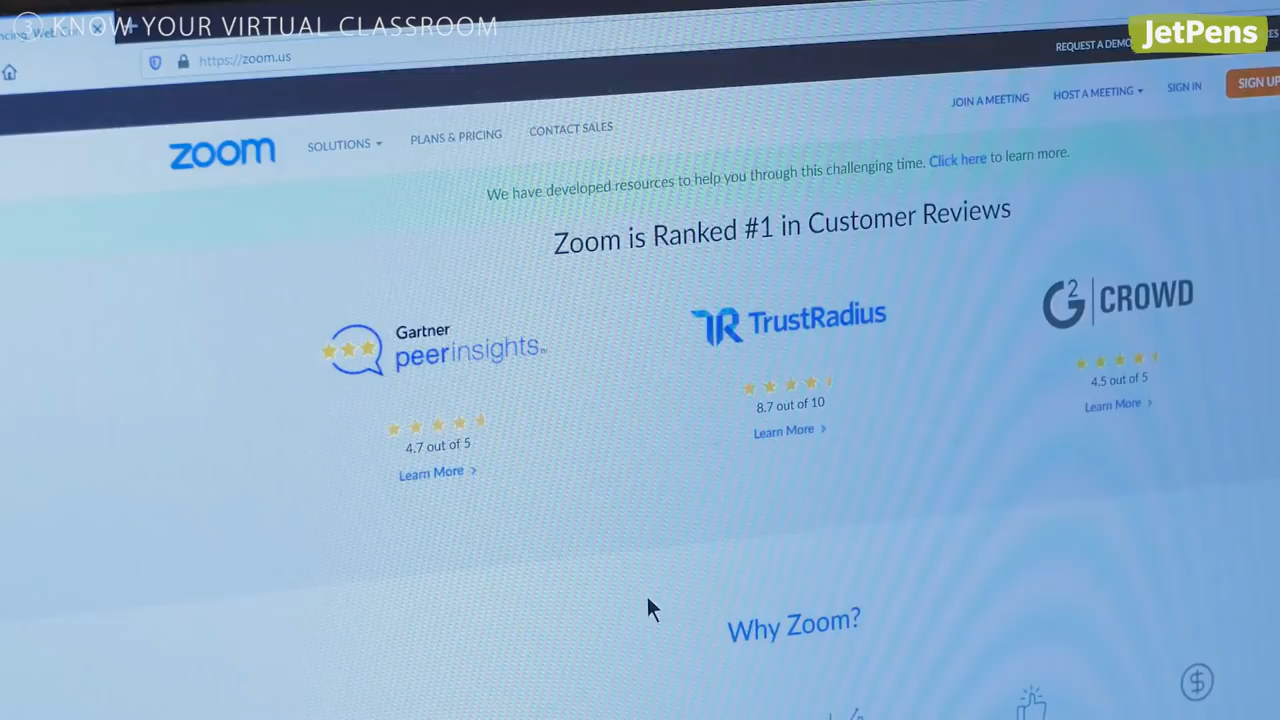 ③ KNOW YOUR VIRTUAL CLASSROOM
JetPens
https://zoom.us
REQUEST A DEMO
JOIN A MEETING
HOST A MEETING
SIGN IN
SIGN UP
zoom
SOLUTIONS
PLANS & PRICING
CONTACT SALES
We have developed resources to help you through this challenging time. Click here to learn more.
Zoom is Ranked #1 in Customer Reviews
Gartner
peerinsights
4.7 out of 5
Learn More >
TR TrustRadius
8.7 out of 10
Learn More >
G2 | CROWD
4.5 out of 5
Learn More >
Why Zoom?
$